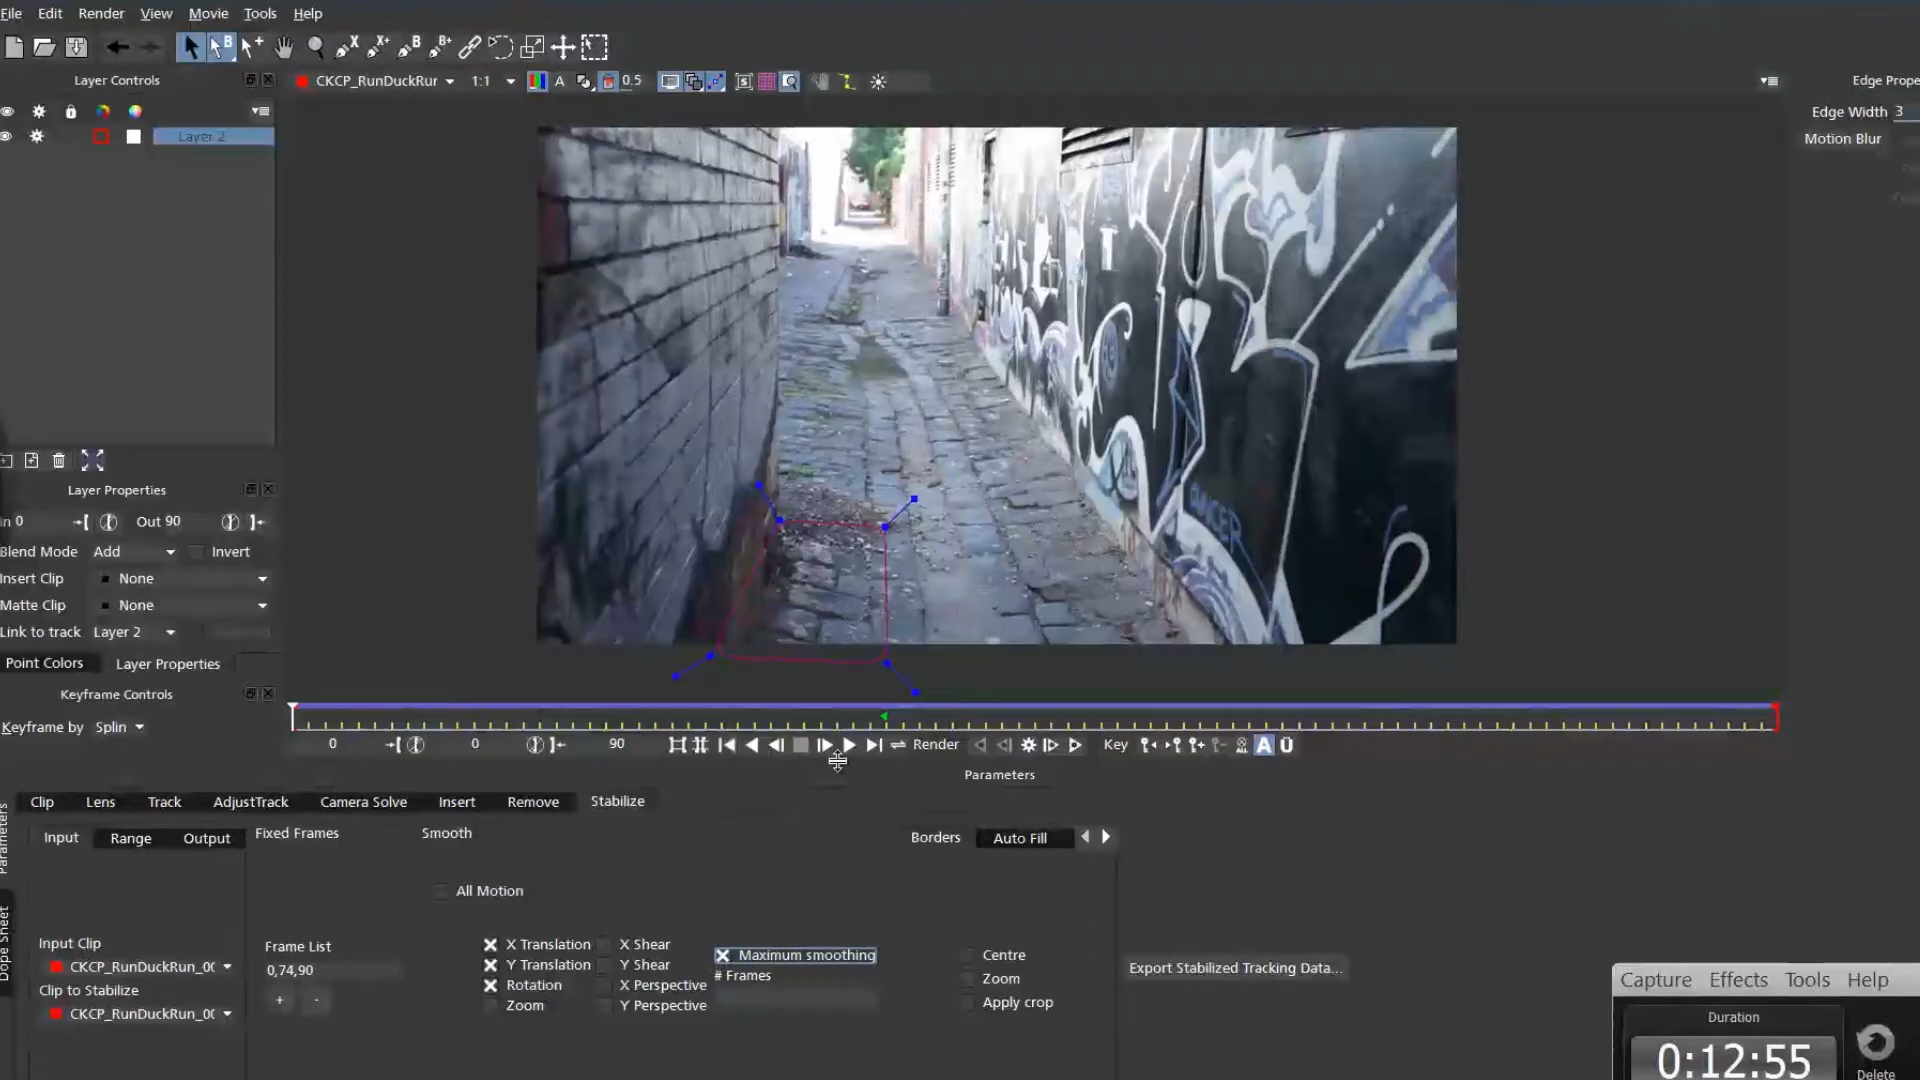 File Edit Render View Movie Tools Help
Layer Controls
CKCP_RunDuckRur 1:1 A 0.5
Edge Prope
Edge Width 3
Motion Blur
Layer 2
Layer Properties
In 0 Out 90
Blend Mode Add Invert
Insert Clip None
Matte Clip None
Link to track Layer 2
Point Colors Layer Properties
Keyframe Controls
Keyframe by Splin
0 0 90 Render Key A Ü
Parameters
Clip Lens Track AdjustTrack Camera Solve Insert Remove Stabilize
Parameters
Dope Sheet
Input Range Output
Fixed Frames
Smooth
Borders Auto Fill
All Motion
Input Clip
CKCP_RunDuckRun_0(
Clip to Stabilize
CKCP_RunDuckRun_0(
Frame List
0,74,90
+ -
X Translation X Shear
Y Translation Y Shear
Rotation X Perspective
Zoom Y Perspective
Maximum smoothing
# Frames
Centre
Zoom
Apply crop
Export Stabilized Tracking Data...
Capture Effects Tools Help
Duration
0:12:55
Delete